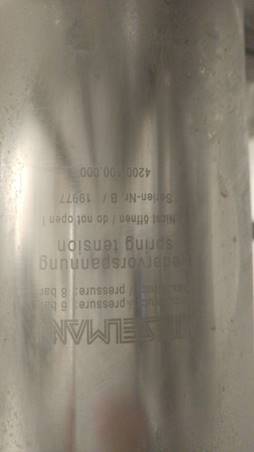 SELMAN
pressure: 6 bar
/ pressure: 8 bar
Federvorspannung
spring tension
Nicht öffnen / do not open !
Serien-Nr. B / 19977
4200.100.000